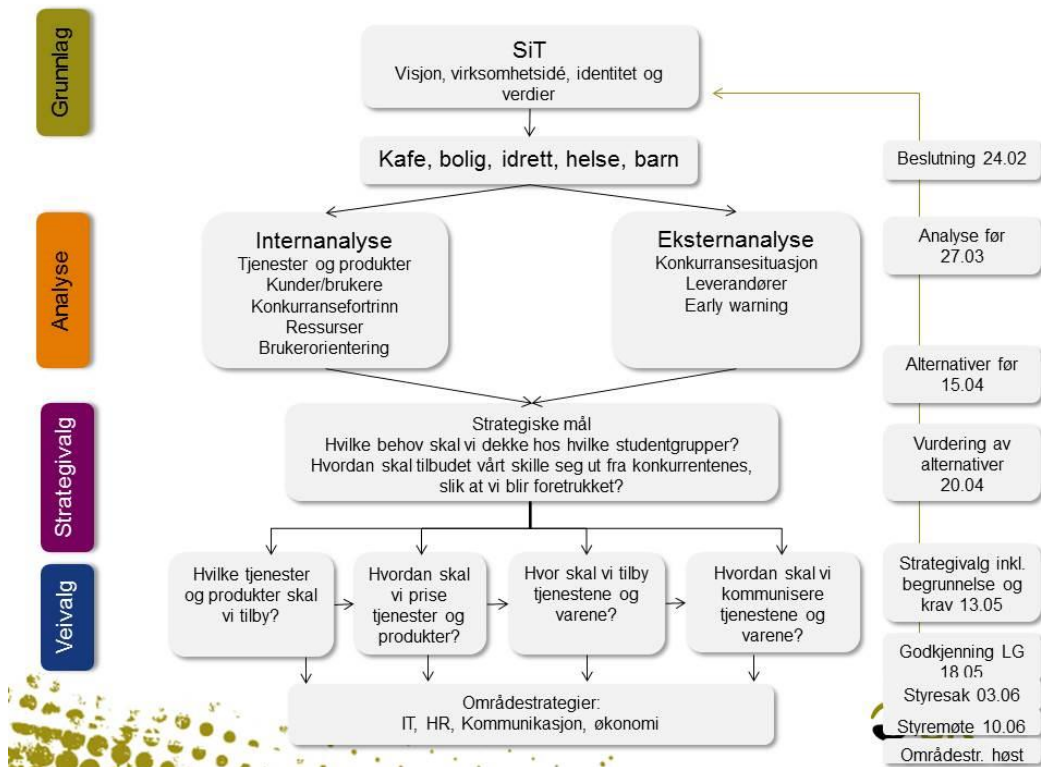 Grunnlag
SiT
Visjon, virksomhetsidé, identitet og
verdier
Kafe, bolig, idrett, helse, barn
Analyse
Internanalyse
Tjenester og produkter
Kunder/brukere
Konkurransefortrinn
Ressurser
Brukerorientering
Eksternanalyse
Konkurransesituasjon
Leverandører
Early warning
Strategivalg
Strategiske mål
Hvilke behov skal vi dekke hos hvilke studentgrupper?
Hvordan skal tilbudet vårt skille seg ut fra konkurrentenes,
slik at vi blir foretrukket?
Veivalg
Hvilke tjenester
og produkter skal
vi tilby?
Hvordan skal
vi prise
tjenester og
produkter?
Hvor skal vi tilby
tjenestene og
varene?
Hvordan skal vi
kommunisere
tjenestene og
varene?
Områdestrategier:
IT, HR, Kommunikasjon, økonomi
Beslutning 24.02
Analyse før
27.03
Alternativer før
15.04
Vurdering av
alternativer
20.04
Strategivalg inkl.
begrunnelse og
krav 13.05
Godkjenning LG
18.05
Styresak 03.06
Styremøte 10.06
Områdestr. høst